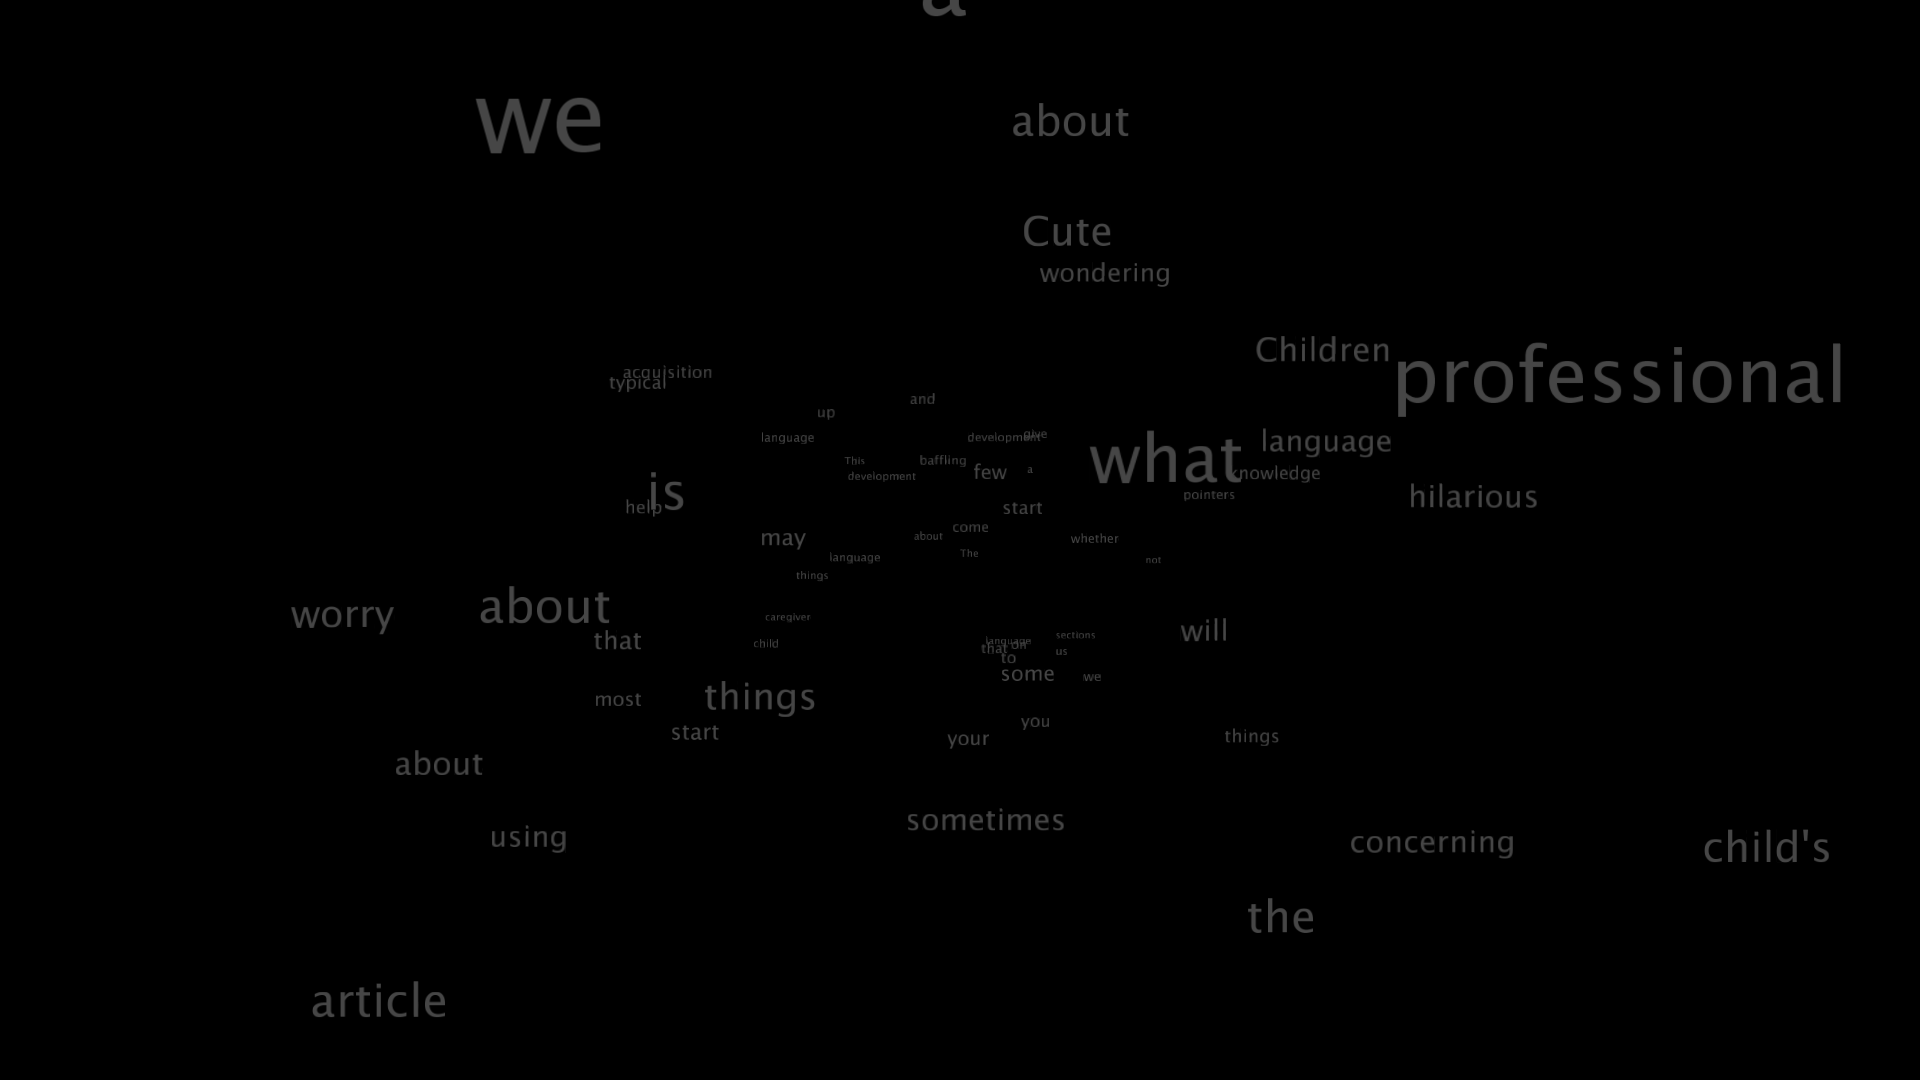 a
we
about
Cute
wondering
Children
professional
acquisition
typical
and
up
language
development
give
what
language
This
baffling
few
a
knowledge
development
is
pointers
hilarious
help
start
may
about
come
whether
language
The
not
things
worry
about
caregiver
that
child
language
sections
will
that
on
us
to
some
we
most
things
start
your
you
things
about
using
sometimes
concerning
child's
the
article